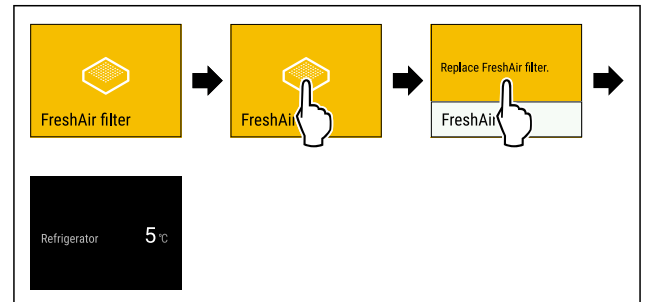 FreshAir filter
FreshAi
Replace FreshAir filter.
FreshAi
Refrigerator 5 °C